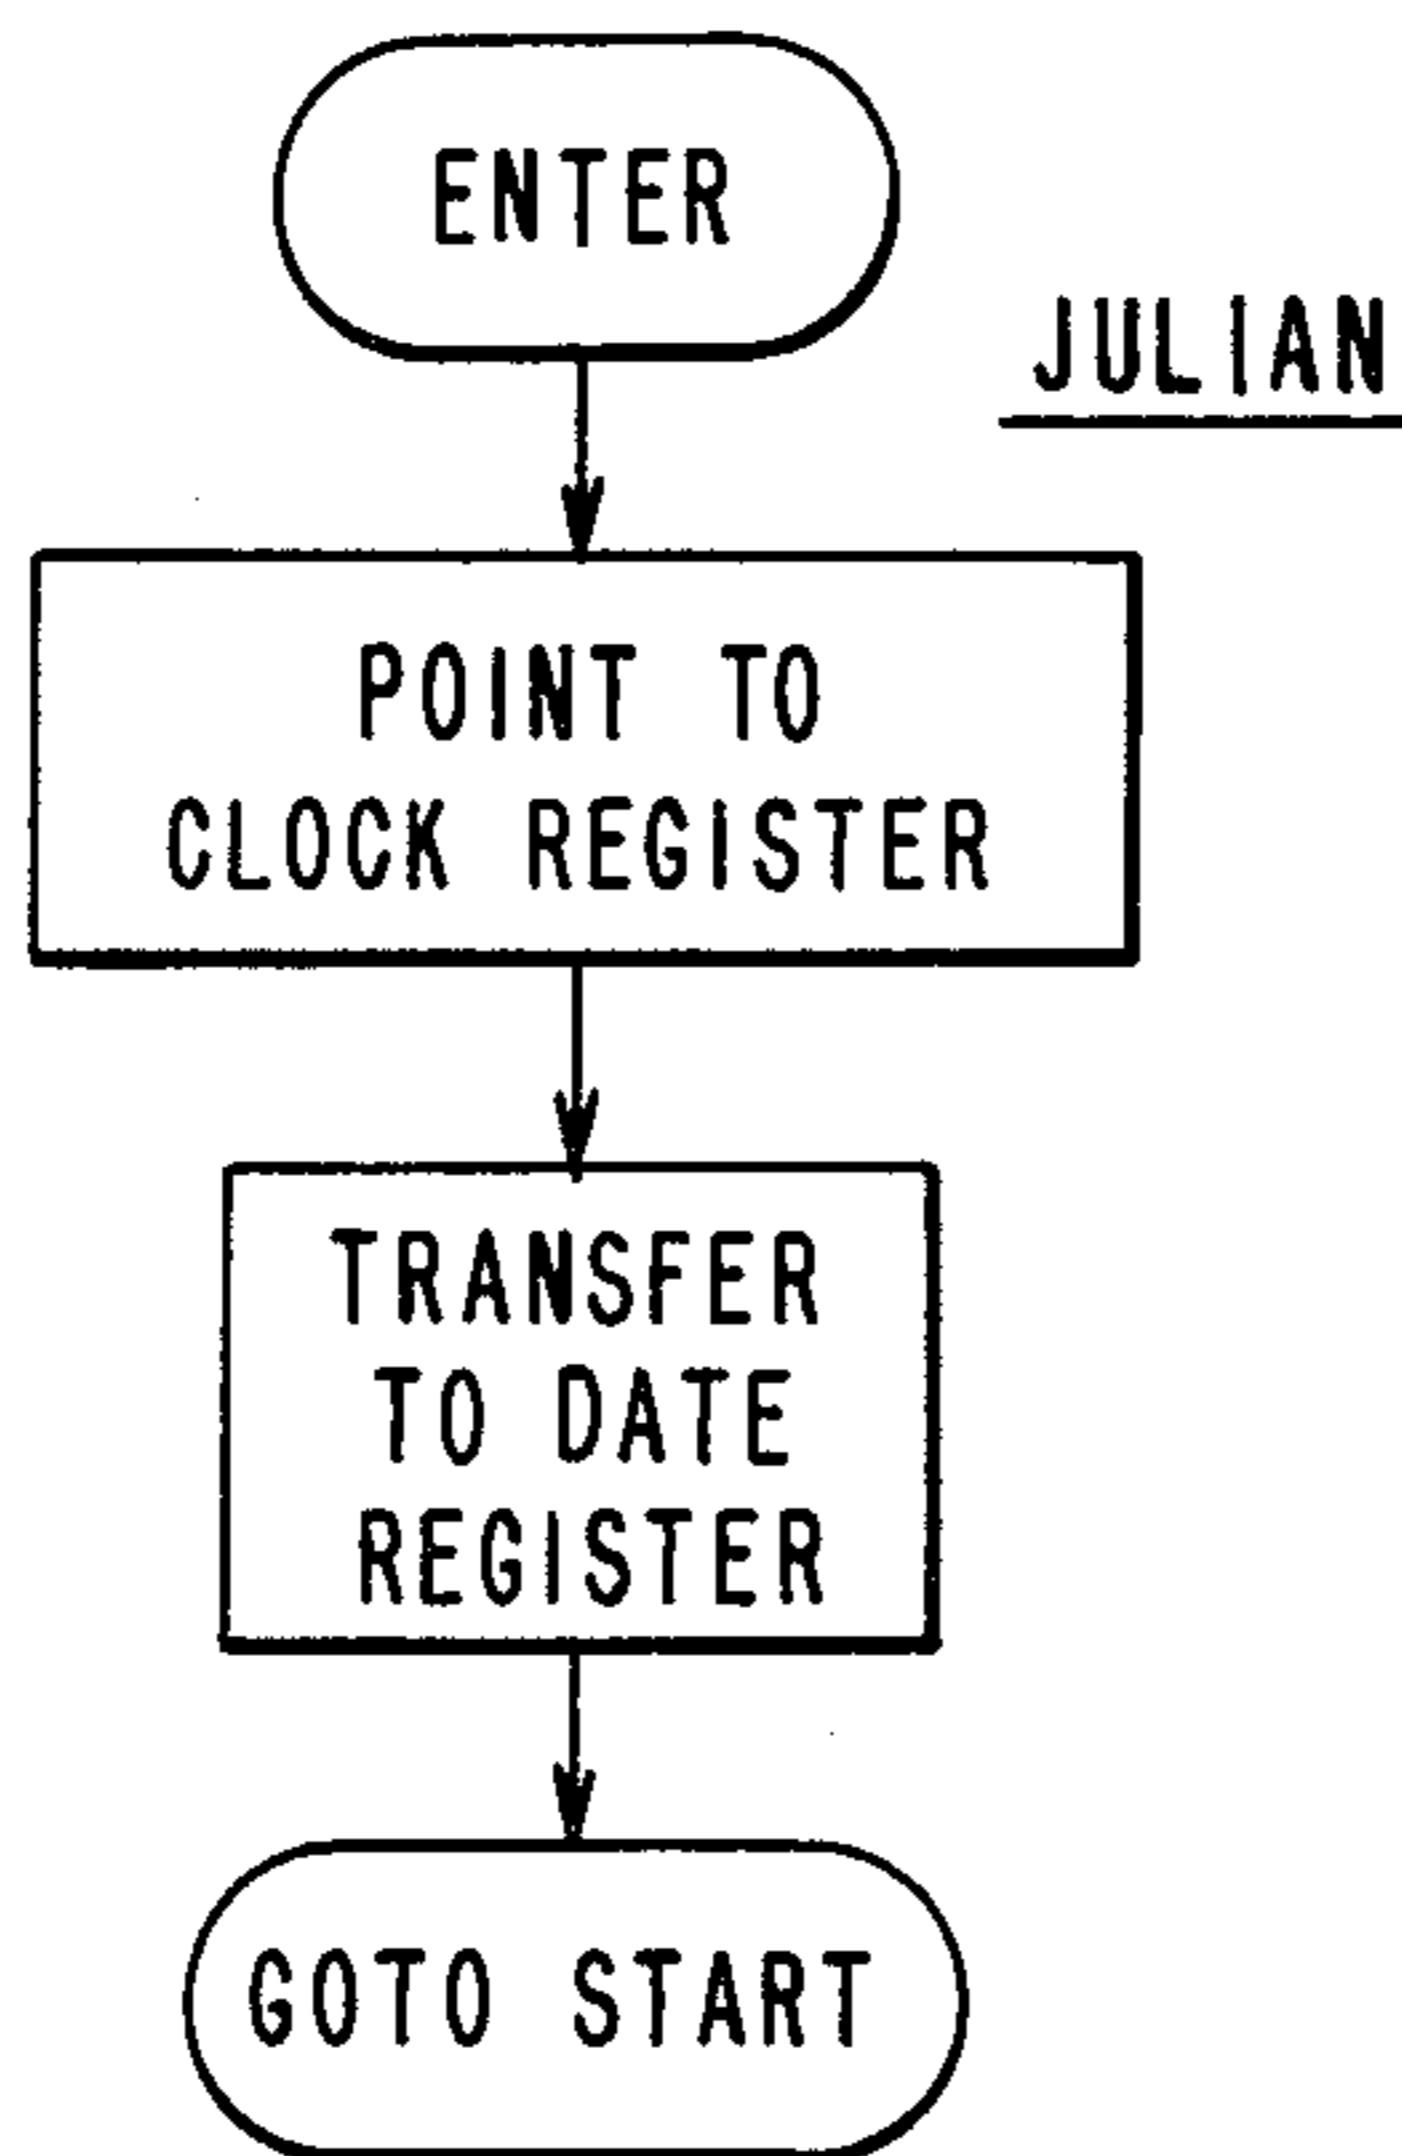 ENTER
JULIAN
POINT TO
CLOCK REGISTER
TRANSFER
TO DATE
REGISTER
GOTO START